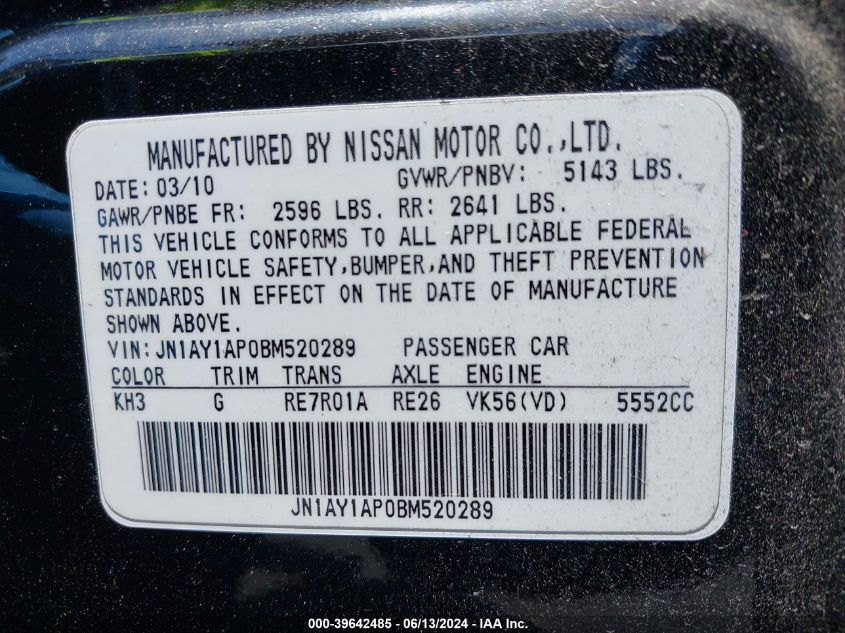 MANUFACTURED BY NISSAN MOTOR CO.,LTD.
DATE: 03/10 GVWR/PNBV: 5143 LBS.
GAWR/PNBE FR: 2596 LBS. RR: 2641 LBS.
THIS VEHICLE CONFORMS TO ALL APPLICABLE FEDERAL
MOTOR VEHICLE SAFETY,BUMPER,AND THEFT PREVENTION
STANDARDS IN EFFECT ON THE DATE OF MANUFACTURE
SHOWN ABOVE.
VIN:JN1AY1AP0BM520289 PASSENGER CAR
COLOR TRIM TRANS AXLE ENGINE
KH3 G RE7R01A RE26 VK56(VD) 5552CC
JN1AY1AP0BM520289
000-39642485 - 06/13/2024 - IAA Inc.